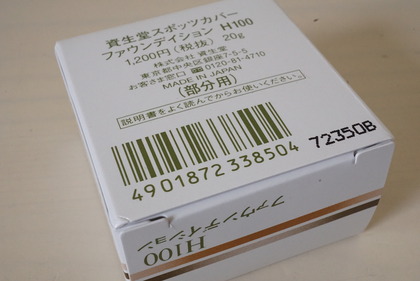 資生堂スポッツカバー
ファウンデイション H100
1,200円(税抜) 20g
株式会社 資生堂
東京都中央区銀座7-5-5
お客さま窓口 0120-81-4710
MADE IN JAPAN
(部分用)
説明書をよく読んでからお使いください。
72350B
4901872338504
H100
ファウンデイション